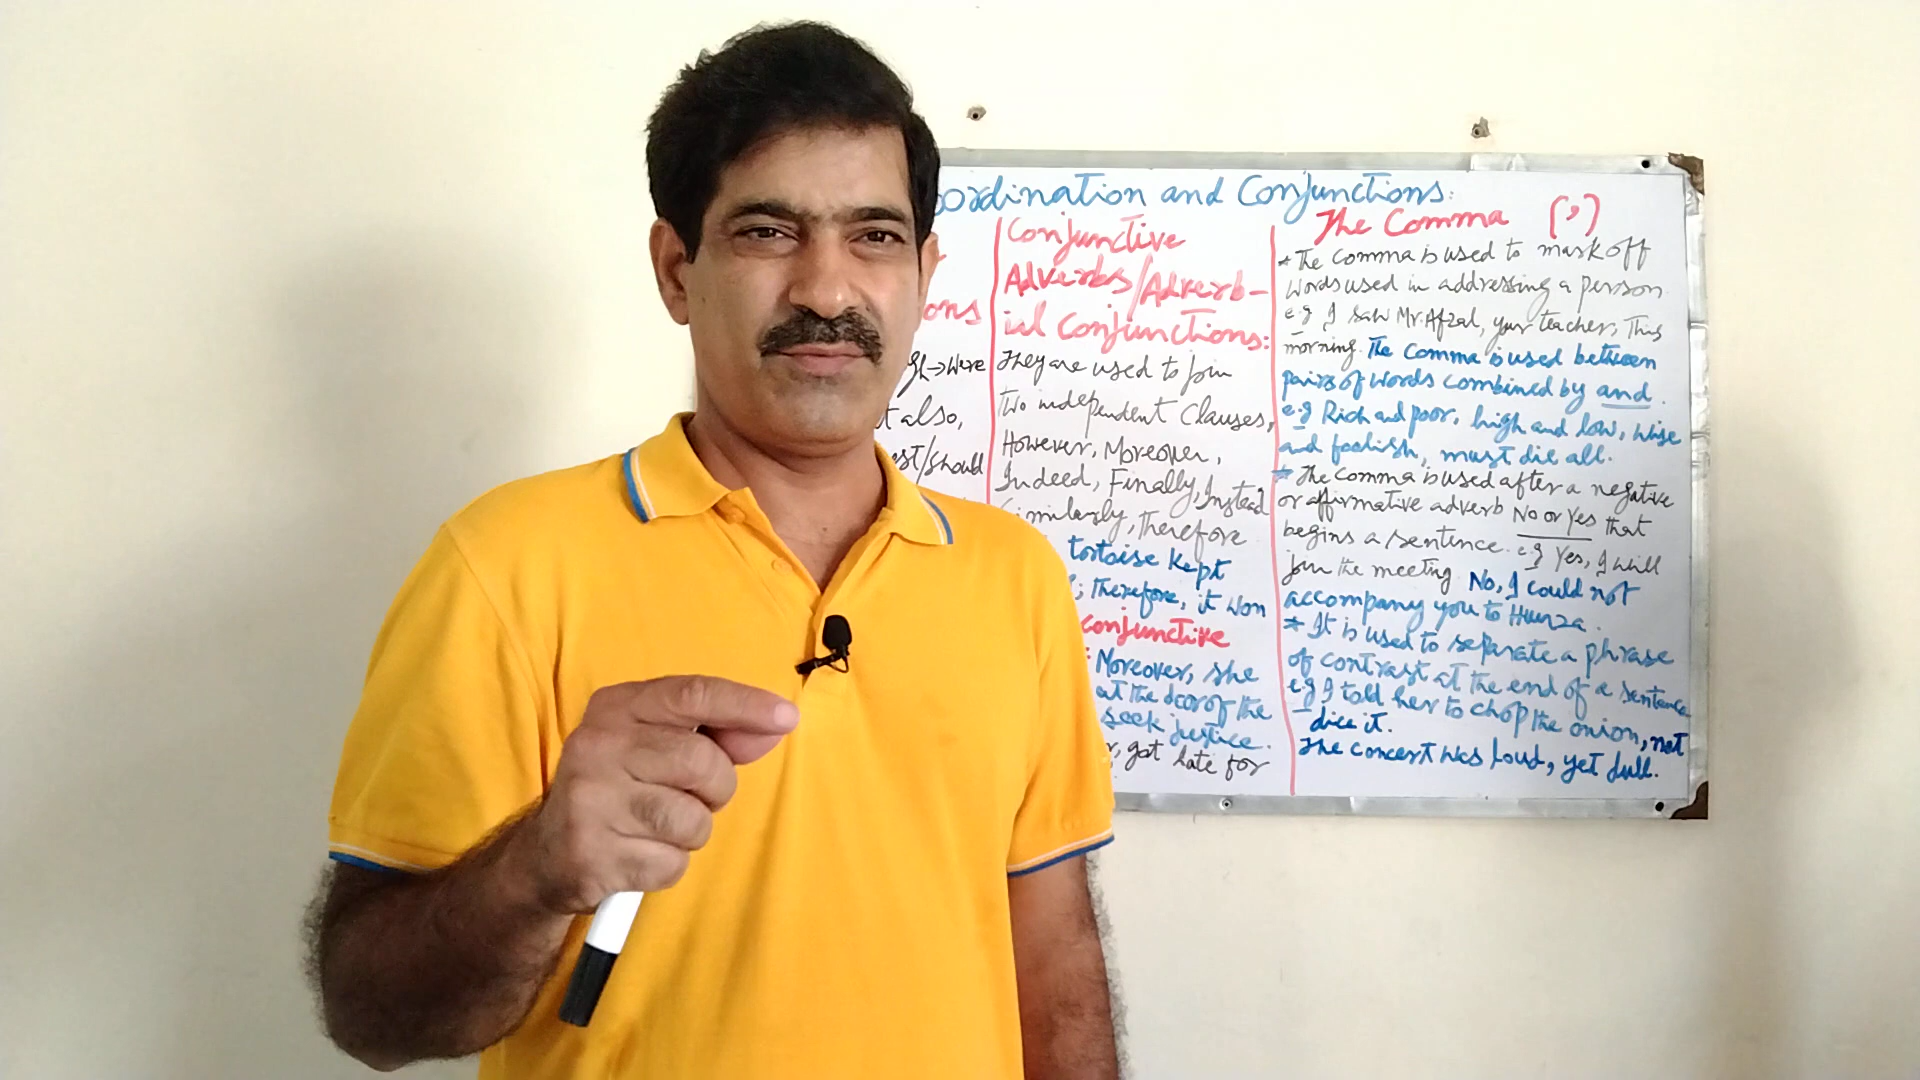 ordination and Conjunctions:
ons
→ were
t also,
est/should
Conjunctive
Adverbs/Adverb-
ial Conjunctions:
They are used to join
two independent clauses,
However, Moreover,
Indeed, Finally, Instead
Similarly, therefore
tortoise kept
; therefore, it won
conjunctive
: Moreover, she
at the door of the
seek justice.
, got late for
The Comma (,)
* The comma is used to mark off
words used in addressing a person
e.g I saw Mr. Afzal, your teacher, this
morning. The comma is used between
pairs of words combined by and.
e.g Rich and poor, high and low, wise
and foolish, must die all.
* The comma is used after a negative
or affirmative adverb No or Yes that
begins a sentence. e.g Yes, I will
join the meeting. No, I could not
accompany you to Hunza.
* It is used to separate a phrase
of contrast at the end of a sentence
e.g I told her to chop the onion, not
dice it.
The concert was loud, yet dull.